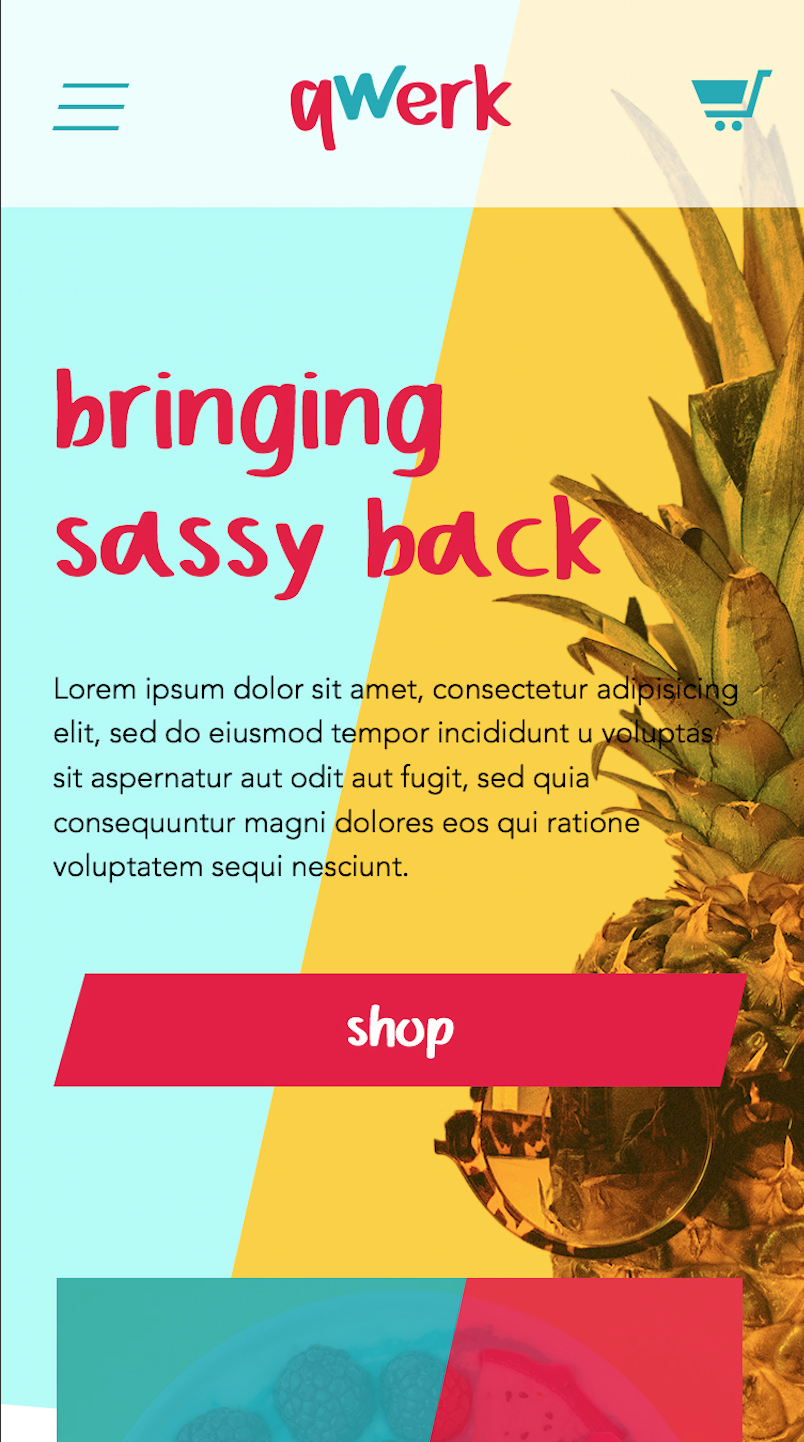 qwerk
bringing
sassy back
Lorem ipsum dolor sit amet, consectetur adipisicing
elit, sed do eiusmod tempor incididunt u voluptas
sit aspernatur aut odit aut fugit, sed quia
consequuntur magni dolores eos qui ratione
voluptatem sequi nesciunt.
shop